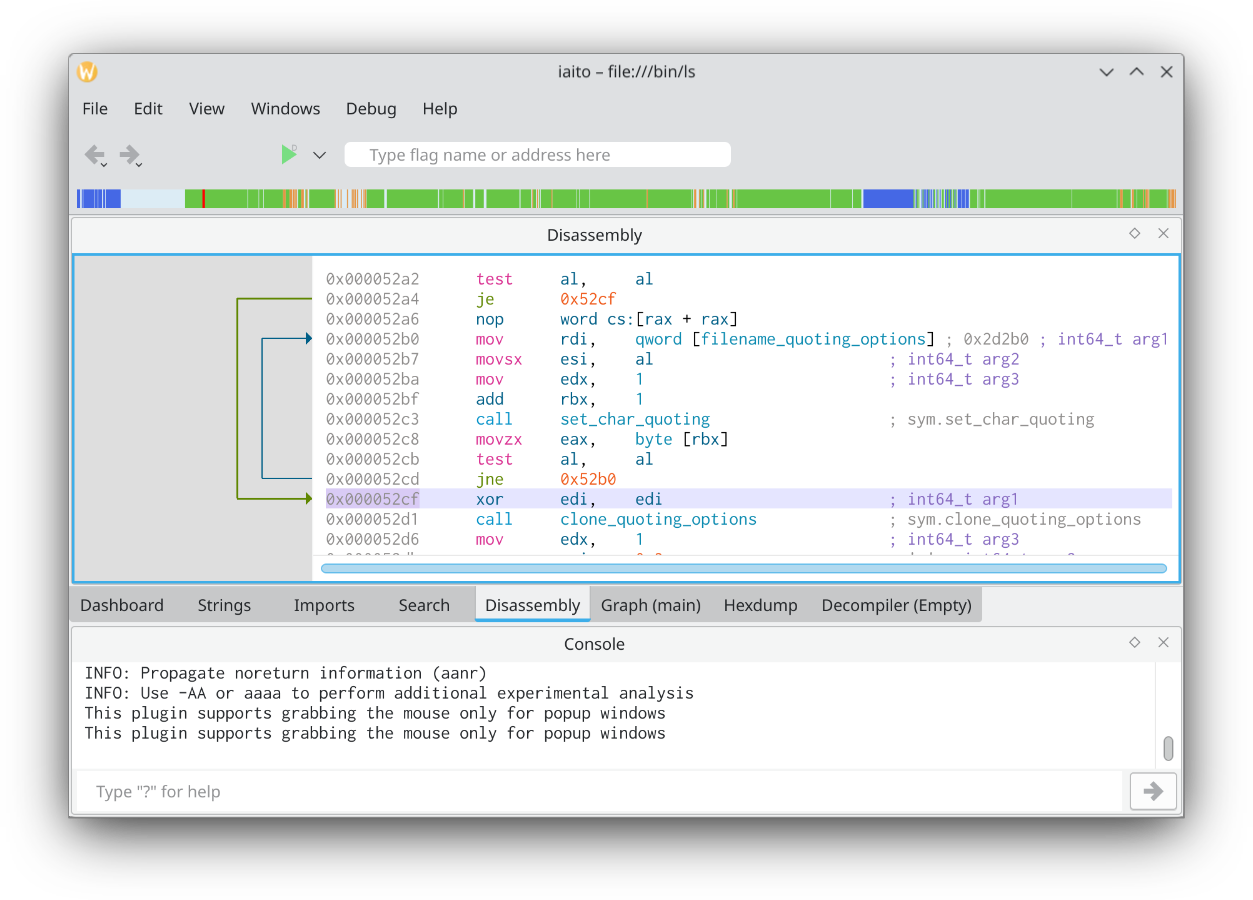 iaito – file:///bin/ls
File Edit View Windows Debug Help
Type flag name or address here
Disassembly
0x000052a2 test al, al
0x000052a4 je 0x52cf
0x000052a6 nop word cs:[rax + rax]
0x000052b0 mov rdi, qword [filename_quoting_options] ; 0x2d2b0 ; int64_t arg1
0x000052b7 movsx esi, al ; int64_t arg2
0x000052ba mov edx, 1 ; int64_t arg3
0x000052bf add rbx, 1
0x000052c3 call set_char_quoting ; sym.set_char_quoting
0x000052c8 movzx eax, byte [rbx]
0x000052cb test al, al
0x000052cd jne 0x52b0
0x000052cf xor edi, edi ; int64_t arg1
0x000052d1 call clone_quoting_options ; sym.clone_quoting_options
0x000052d6 mov edx, 1 ; int64_t arg3
Dashboard Strings Imports Search Disassembly Graph (main) Hexdump Decompiler (Empty)
Console
INFO: Propagate noreturn information (aanr)
INFO: Use -AA or aaaa to perform additional experimental analysis
This plugin supports grabbing the mouse only for popup windows
This plugin supports grabbing the mouse only for popup windows
Type "?" for help